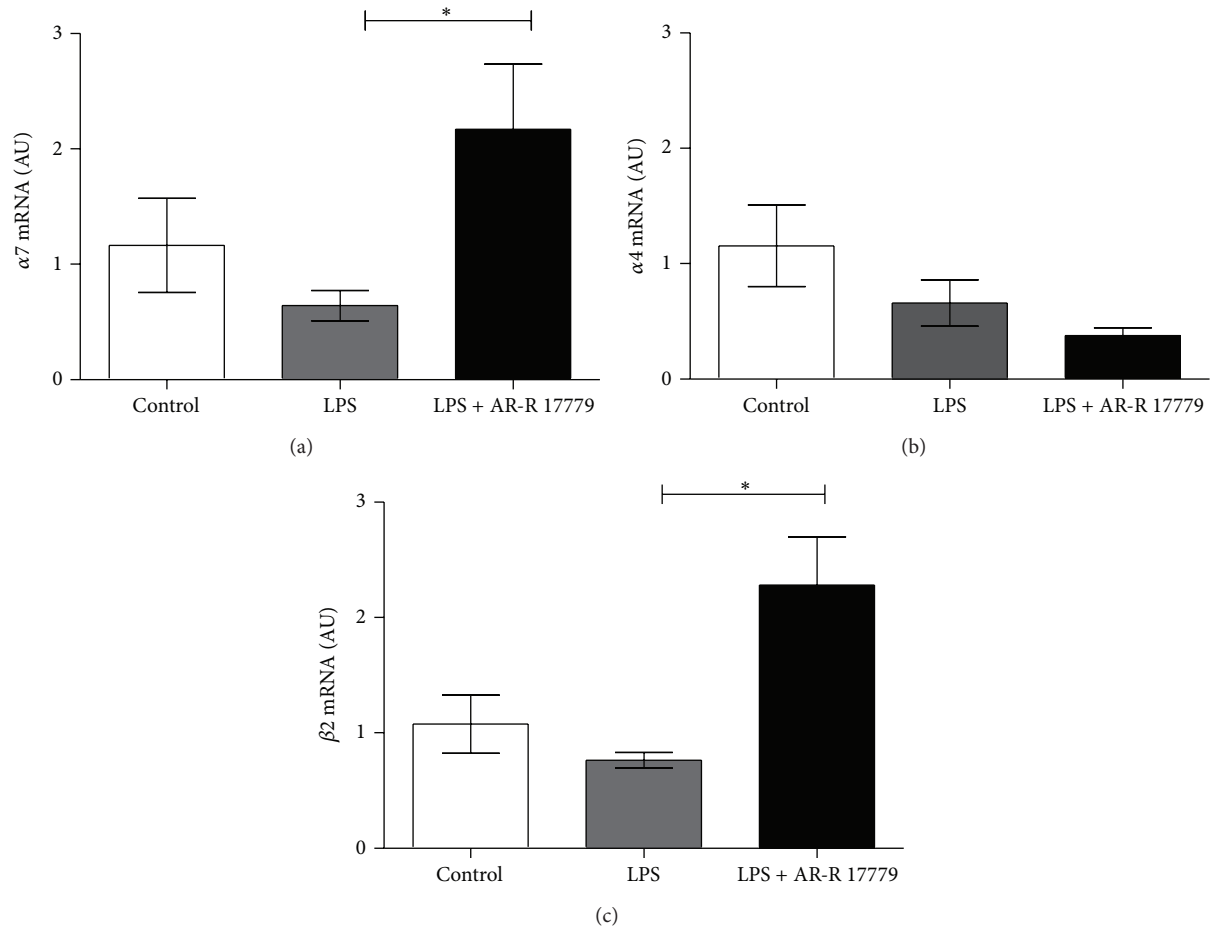 *
3
2
1
0
α7 mRNA (AU)
Control
LPS
LPS + AR-R 17779
(a)
3
2
1
0
α4 mRNA (AU)
Control
LPS
LPS + AR-R 17779
(b)
*
3
2
1
0
β2 mRNA (AU)
Control
LPS
LPS + AR-R 17779
(c)